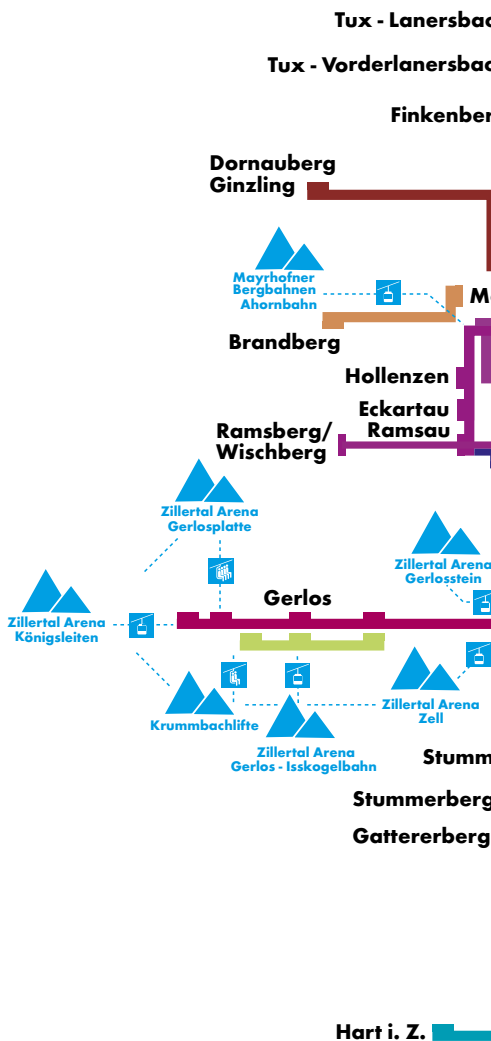 Tux - Lanersbac
Tux - Vorderlanersbac
Finkenber
Dornauberg
Ginzling
Mayrhofner
Bergbahnen
Ahornbahn
M
Brandberg
Hollenzen
Eckartau
Ramsau
Ramsberg/
Wischberg
Zillertal Arena
Gerlosplatte
Zillertal Arena
Gerlosstein
Gerlos
Zillertal Arena
Königsleiten
Krummbachlifte
Zillertal Arena
Zell
Zillertal Arena
Gerlos - Isskogelbahn
Stumm
Stummerberg
Gattererberg
Hart i. Z.